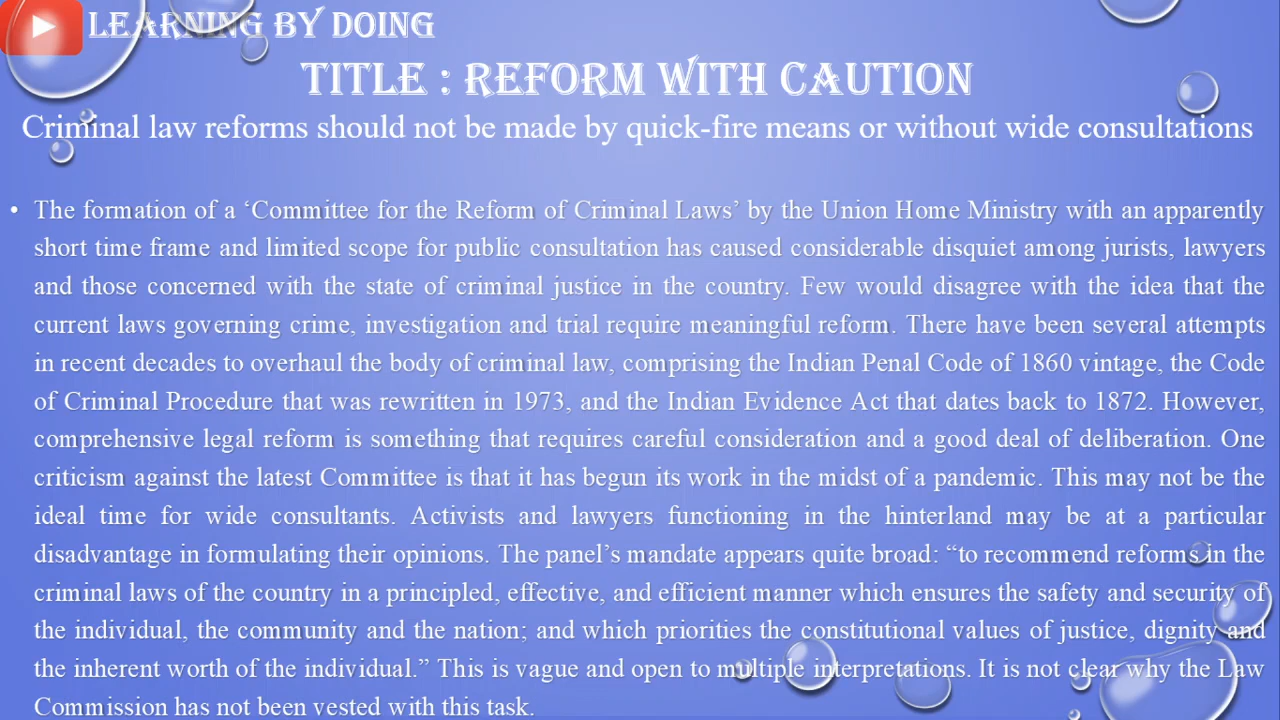 LEARNING BY DOING
TITLE : REFORM WITH CAUTION
Criminal law reforms should not be made by quick-fire means or without wide consultations
• The formation of a ‘Committee for the Reform of Criminal Laws’ by the Union Home Ministry with an apparently
short time frame and limited scope for public consultation has caused considerable disquiet among jurists, lawyers
and those concerned with the state of criminal justice in the country. Few would disagree with the idea that the
current laws governing crime, investigation and trial require meaningful reform. There have been several attempts
in recent decades to overhaul the body of criminal law, comprising the Indian Penal Code of 1860 vintage, the Code
of Criminal Procedure that was rewritten in 1973, and the Indian Evidence Act that dates back to 1872. However,
comprehensive legal reform is something that requires careful consideration and a good deal of deliberation. One
criticism against the latest Committee is that it has begun its work in the midst of a pandemic. This may not be the
ideal time for wide consultants. Activists and lawyers functioning in the hinterland may be at a particular
disadvantage in formulating their opinions. The panel’s mandate appears quite broad: “to recommend reforms in the
criminal laws of the country in a principled, effective, and efficient manner which ensures the safety and security of
the individual, the community and the nation; and which priorities the constitutional values of justice, dignity and
the inherent worth of the individual.” This is vague and open to multiple interpretations. It is not clear why the Law
Commission has not been vested with this task.